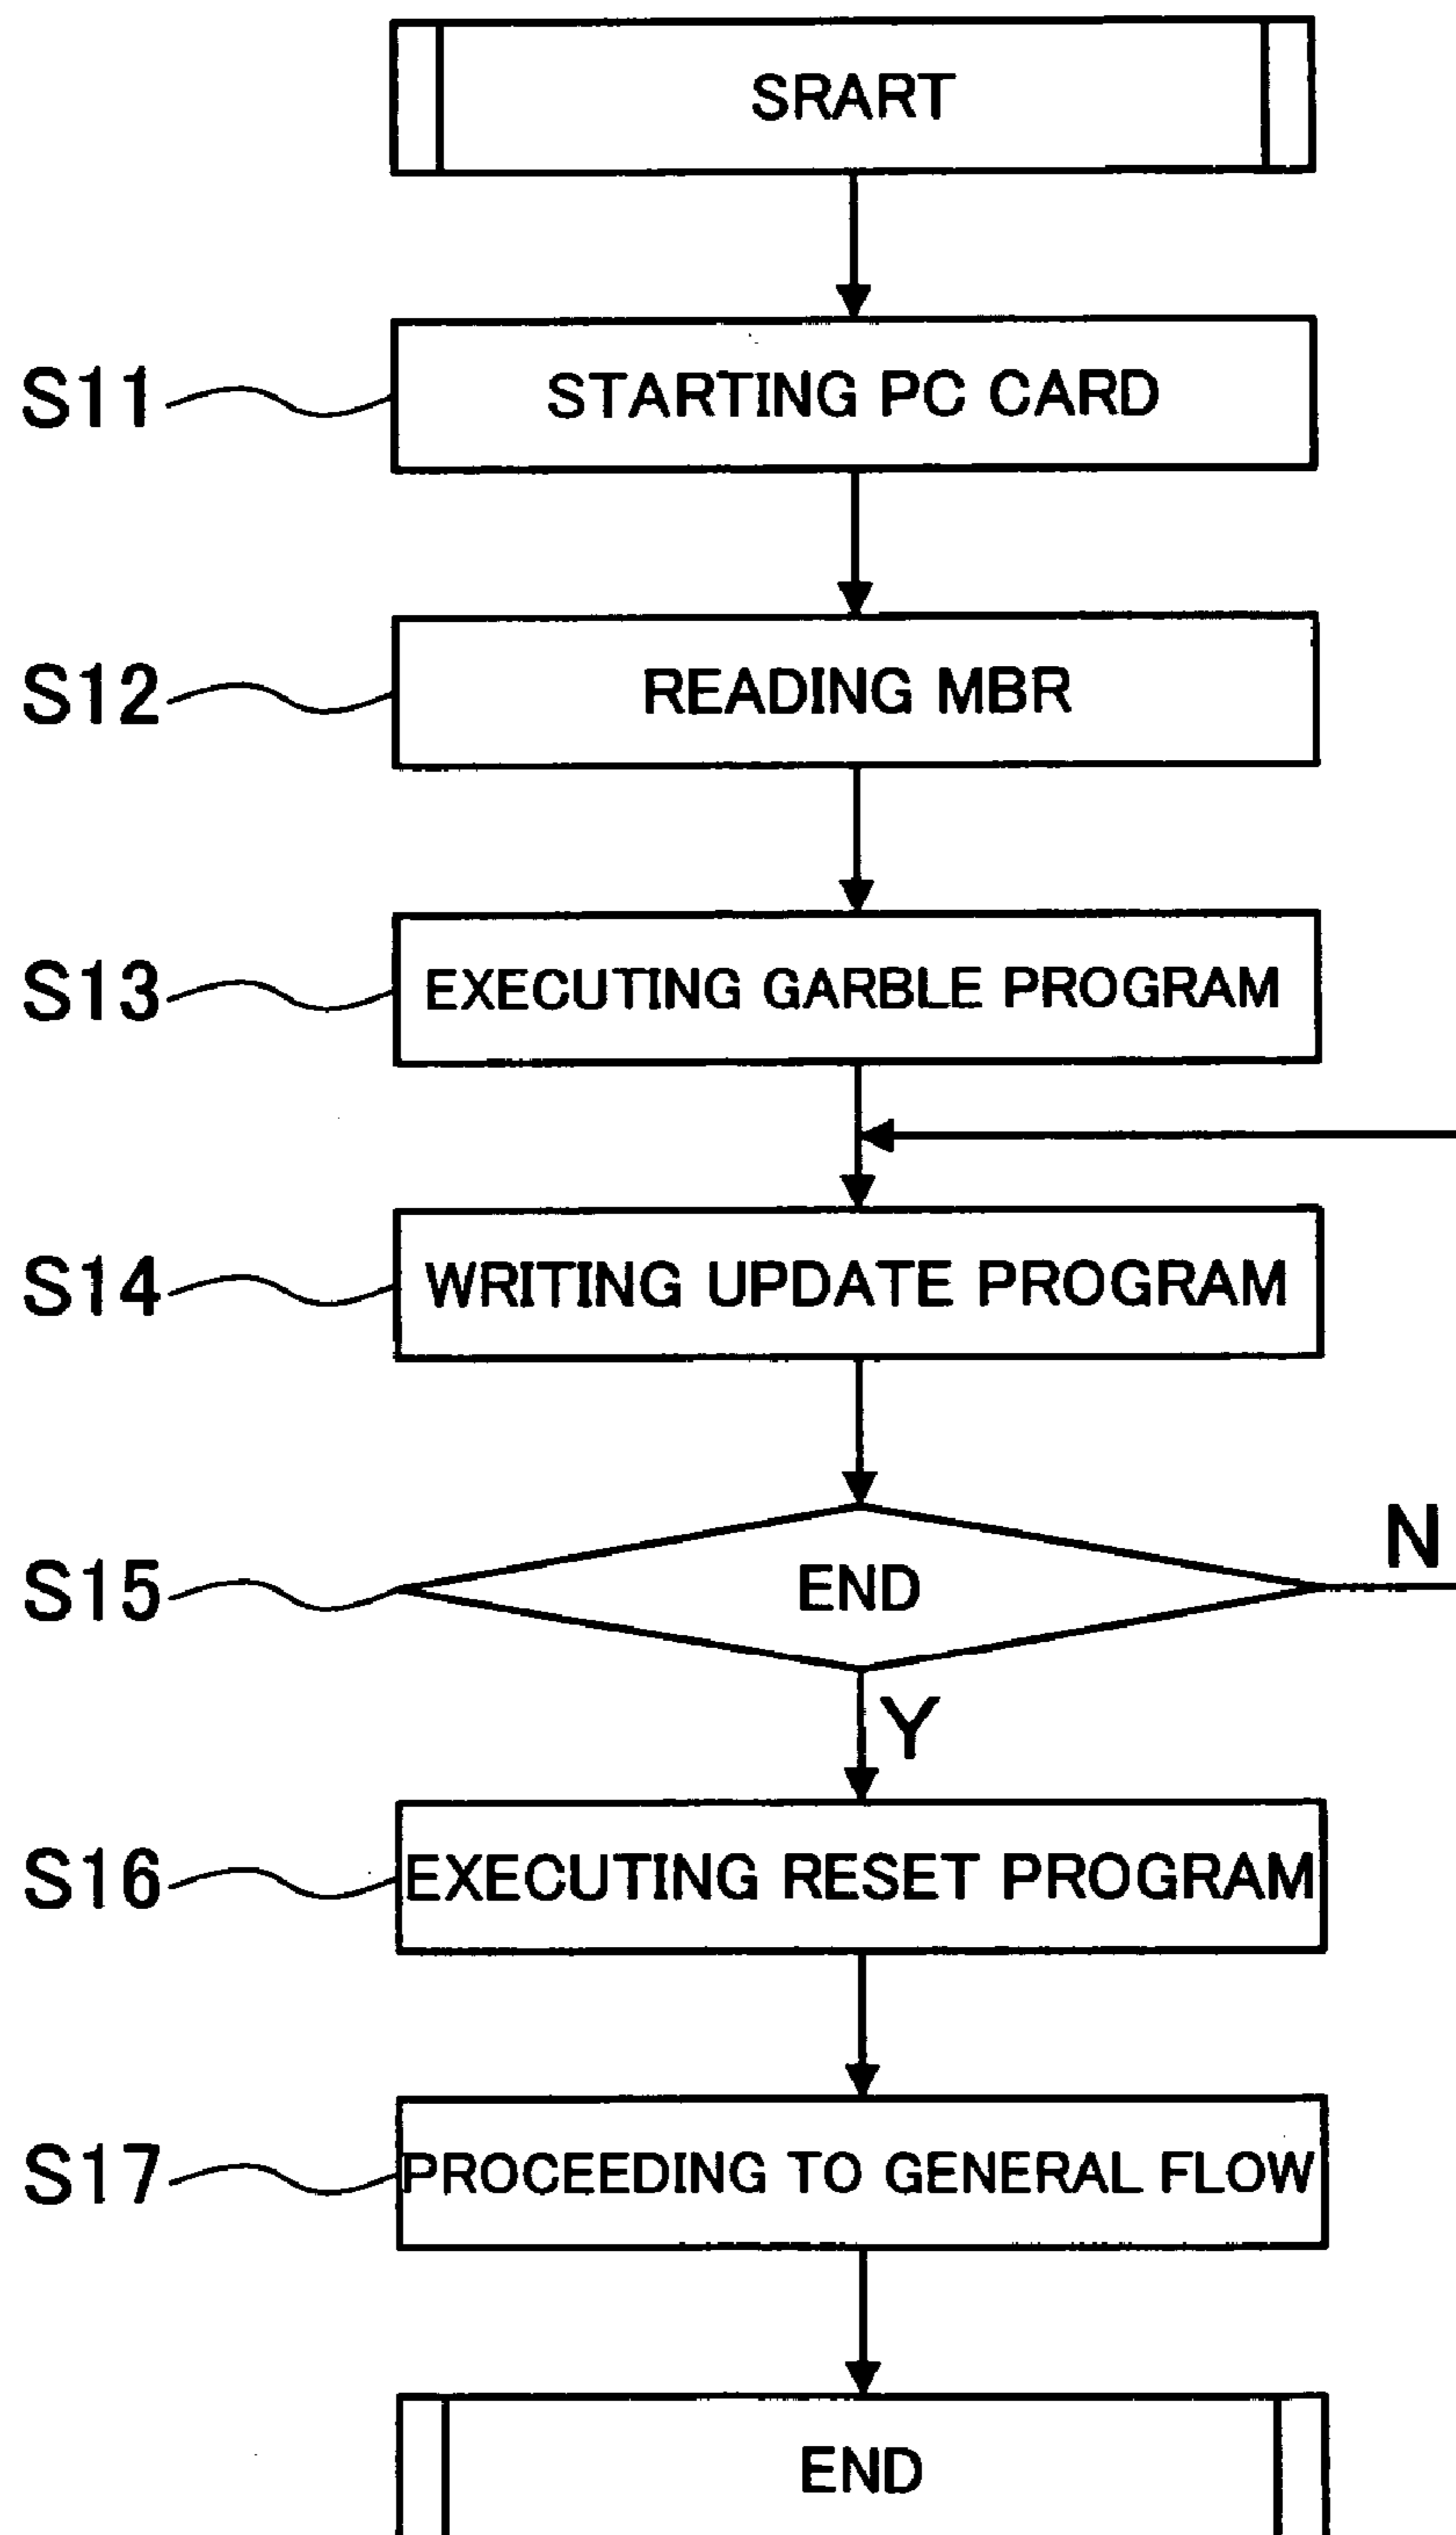 SRART
S11 STARTING PC CARD
S12 READING MBR
S13 EXECUTING GARBLE PROGRAM
S14 WRITING UPDATE PROGRAM
S15 END N
Y
S16 EXECUTING RESET PROGRAM
S17 PROCEEDING TO GENERAL FLOW
END